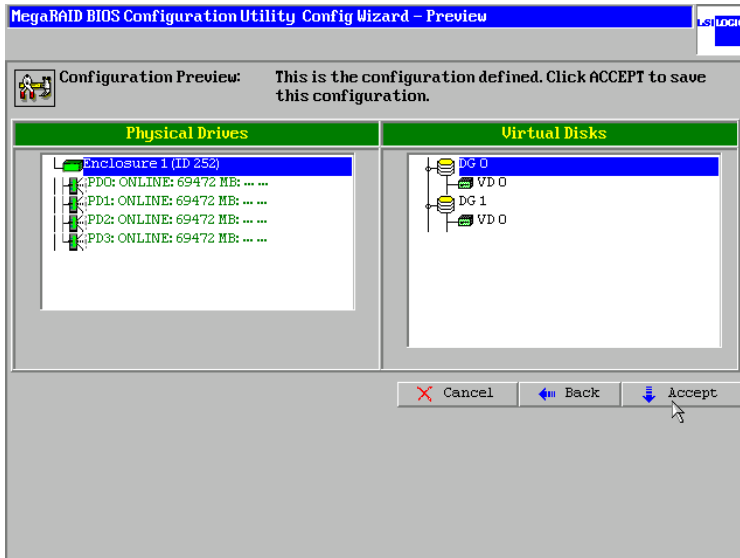 MegaRAID BIOS Configuration Utility Config Wizard - Preview
LSI LOGIC
Configuration Preview: This is the configuration defined. Click ACCEPT to save
this configuration.
Physical Drives
Enclosure 1 (ID 252)
PD0: ONLINE: 69472 MB: ... ...
PD1: ONLINE: 69472 MB: ... ...
PD2: ONLINE: 69472 MB: ... ...
PD3: ONLINE: 69472 MB: ... ...
Virtual Disks
DG 0
VD 0
DG 1
VD 0
Cancel
Back
Accept